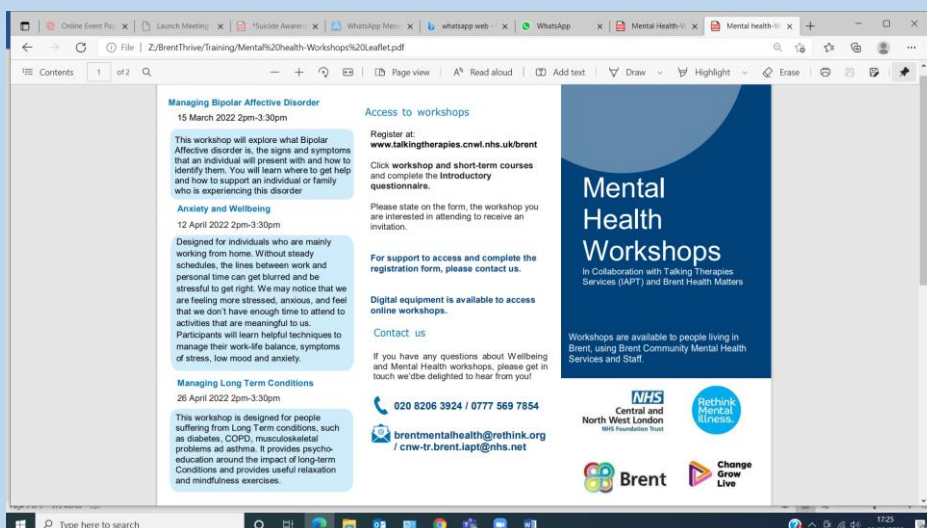 Online Event Pag
Launch Meeting
*Suicide Awaren
WhatsApp Mess
whatsapp web -
WhatsApp
Mental Health-W
Mental health-W
File
Z:/BrentThrive/Training/Mental%20health-Workshops%20Leaflet.pdf
Contents
1
of 2
Page view
Read aloud
Add text
Draw
Highlight
Erase
Managing Bipolar Affective Disorder
15 March 2022 2pm-3:30pm
This workshop will explore what Bipolar
Affective disorder is, the signs and symptoms
that an individual will present with and how to
identify them. You will learn where to get help
and how to support an individual or family
who is experiencing this disorder
Anxiety and Wellbeing
12 April 2022 2pm-3:30pm
Designed for individuals who are mainly
working from home. Without steady
schedules, the lines between work and
personal time can get blurred and be
stressful to get right. We may notice that we
are feeling more stressed, anxious, and feel
that we don't have enough time to attend to
activities that are meaningful to us.
Participants will learn helpful techniques to
manage their work-life balance, symptoms
of stress, low mood and anxiety.
Managing Long Term Conditions
26 April 2022 2pm-3:30pm
This workshop is designed for people
suffering from Long Term conditions, such
as diabetes, COPD, musculoskeletal
problems ad asthma. It provides psycho-
education around the impact of long-term
Conditions and provides useful relaxation
and mindfulness exercises.
Access to workshops
Register at:
www.talkingtherapies.cnwl.nhs.uk/brent
Click workshop and short-term courses
and complete the Introductory
questionnaire.
Please state on the form, the workshop you
are interested in attending to receive an
invitation.
For support to access and complete the
registration form, please contact us.
Digital equipment is available to access
online workshops.
Contact us
If you have any questions about Wellbeing
and Mental Health workshops, please get in
touch we'dbe delighted to hear from you!
020 8206 3924 / 0777 569 7854
brentmentalhealth@rethink.org
/ cnw-tr.brent.iapt@nhs.net
Mental
Health
Workshops
In Collaboration with Talking Therapies
Services (IAPT) and Brent Health Matters
Workshops are available to people living in
Brent, using Brent Community Mental Health
Services and Staff.
NHS
Central and
North West London
NHS Foundation Trust
Rethink
Mental
Illness.
Brent
Change
Grow
Live
Type here to search
17:25